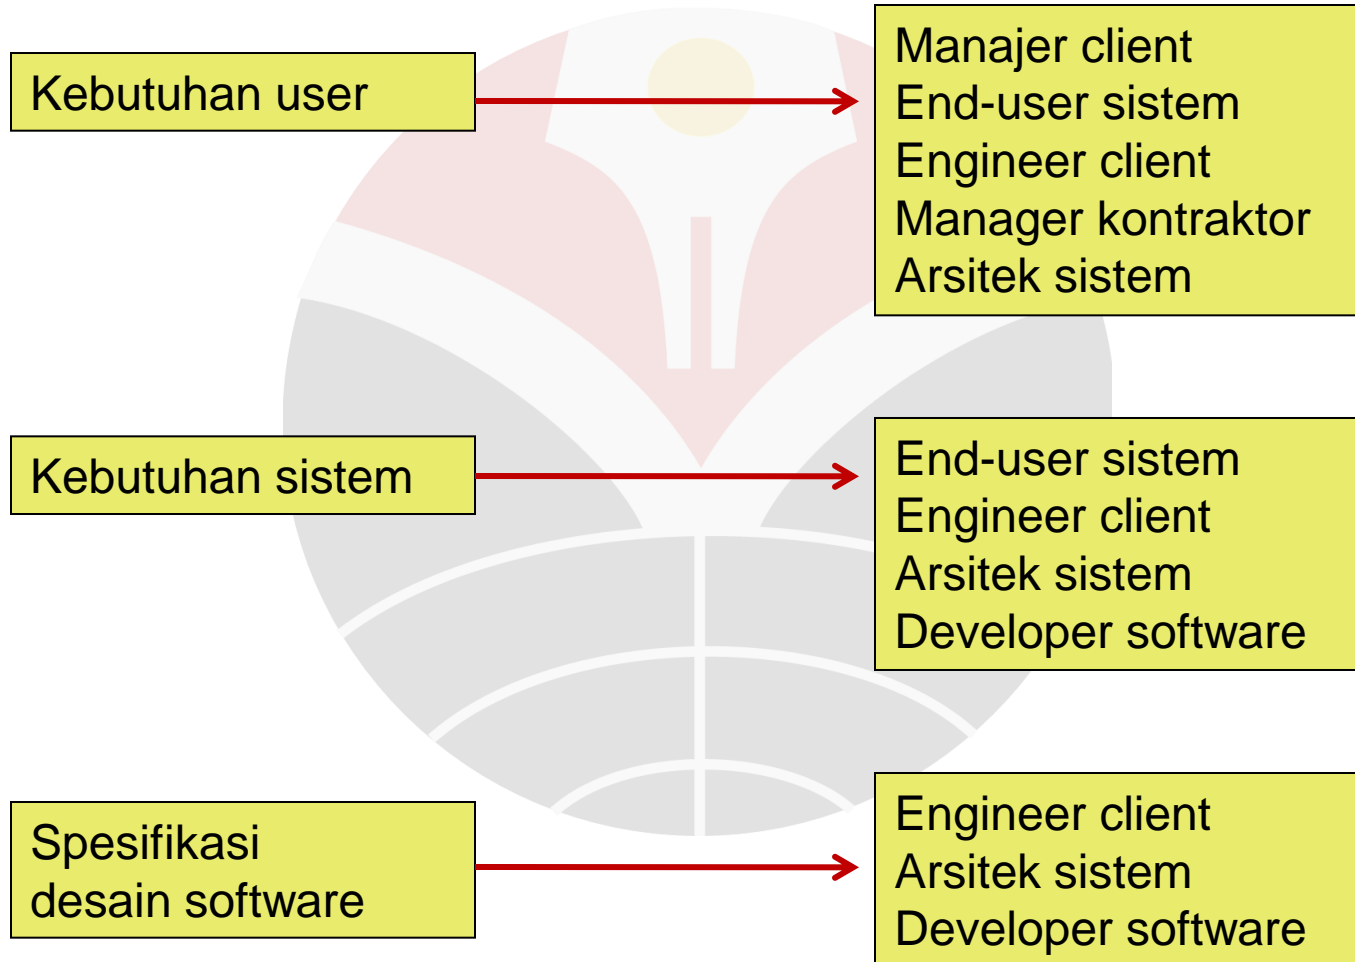 Kebutuhan user
Manajer client
End-user sistem
Engineer client
Manager kontraktor
Arsitek sistem
Kebutuhan sistem
End-user sistem
Engineer client
Arsitek sistem
Developer software
Spesifikasi
desain software
Engineer client
Arsitek sistem
Developer software